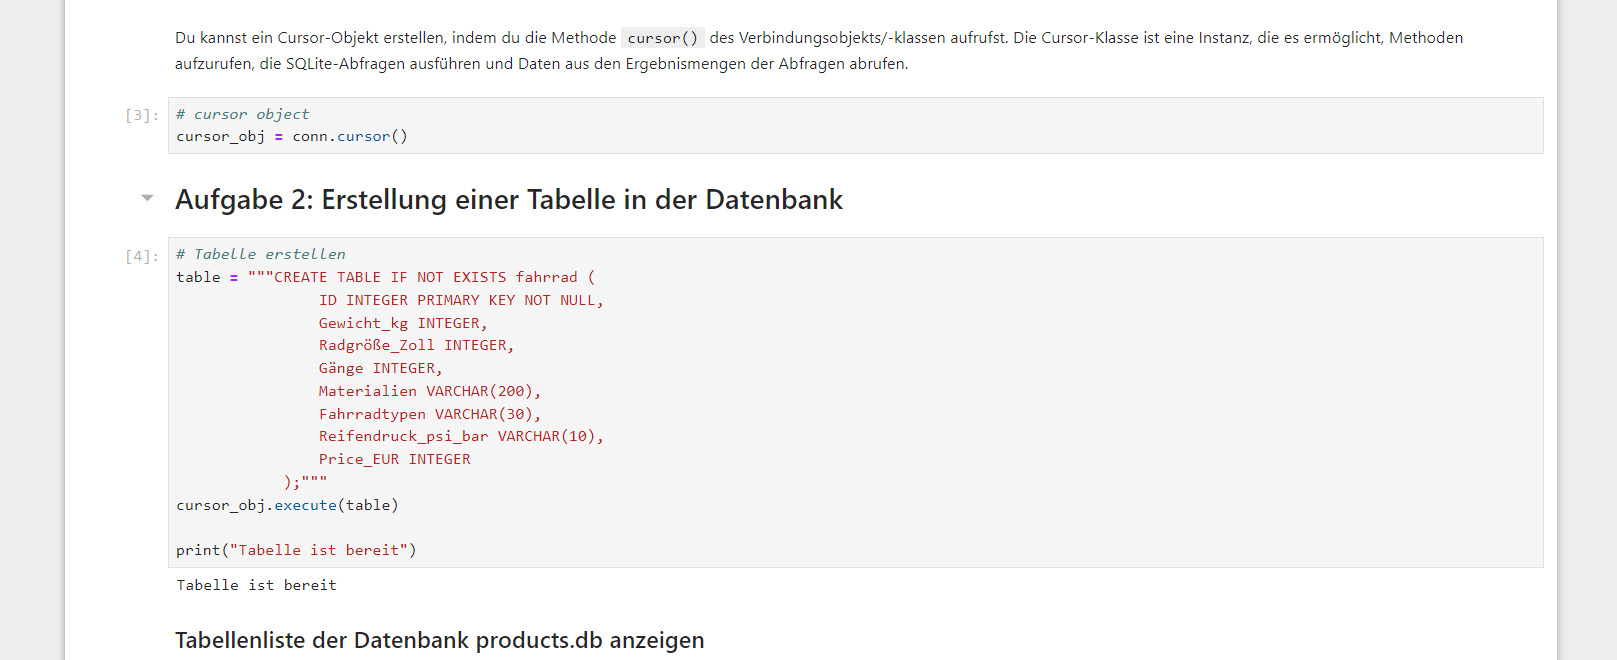 Du kannst ein Cursor-Objekt erstellen, indem du die Methode cursor() des Verbindungsobjekts/-klassen aufrufst. Die Cursor-Klasse ist eine Instanz, die es ermöglicht, Methoden
aufzurufen, die SQLite-Abfragen ausführen und Daten aus den Ergebnismengen der Abfragen abrufen.
[3]: # cursor object
cursor_obj = conn.cursor()
Aufgabe 2: Erstellung einer Tabelle in der Datenbank
[4]: # Tabelle erstellen
table = """CREATE TABLE IF NOT EXISTS fahrrad (
ID INTEGER PRIMARY KEY NOT NULL,
Gewicht_kg INTEGER,
Radgröße_Zoll INTEGER,
Gänge INTEGER,
Materialien VARCHAR(200),
Fahrradtypen VARCHAR(30),
Reifendruck_psi_bar VARCHAR(10),
Price_EUR INTEGER
);"""
cursor_obj.execute(table)
print("Tabelle ist bereit")
Tabelle ist bereit
Tabellenliste der Datenbank products.db anzeigen